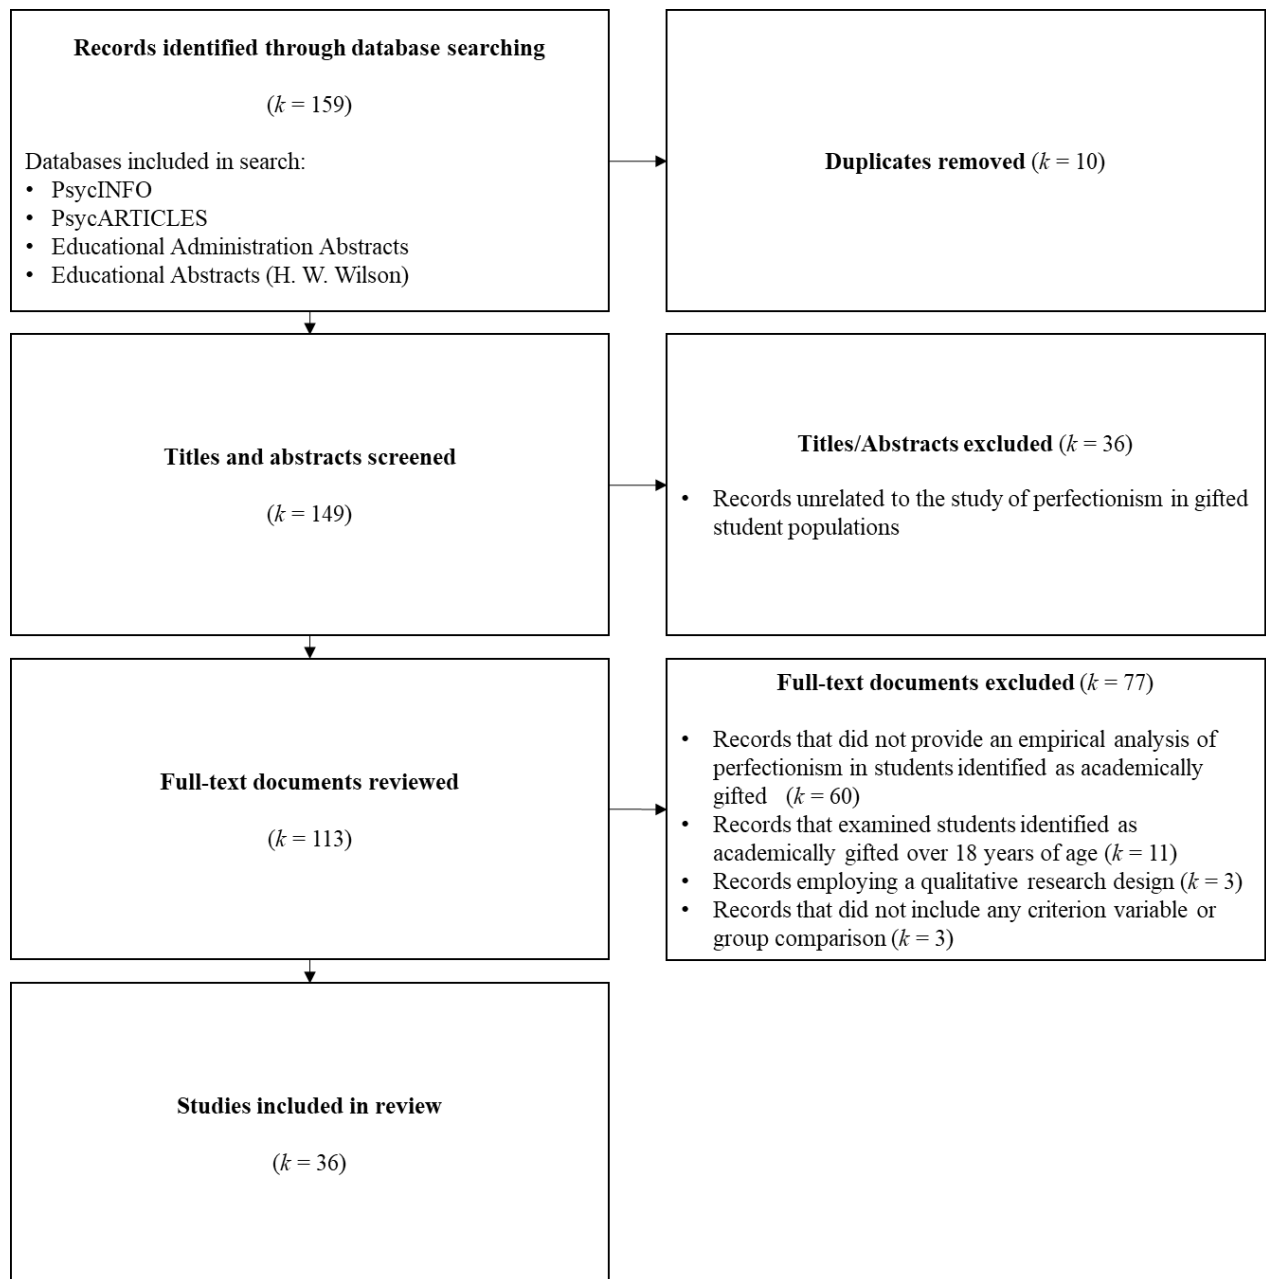 Records identified through database searching
(k = 159)
Databases included in search:
• PsycINFO
• PsycARTICLES
• Educational Administration Abstracts
• Educational Abstracts (H. W. Wilson)
Duplicates removed (k = 10)
Titles and abstracts screened
(k = 149)
Titles/Abstracts excluded (k = 36)
• Records unrelated to the study of perfectionism in gifted
student populations
Full-text documents reviewed
(k = 113)
Full-text documents excluded (k = 77)
• Records that did not provide an empirical analysis of
perfectionism in students identified as academically
gifted (k = 60)
• Records that examined students identified as
academically gifted over 18 years of age (k = 11)
• Records employing a qualitative research design (k = 3)
• Records that did not include any criterion variable or
group comparison (k = 3)
Studies included in review
(k = 36)